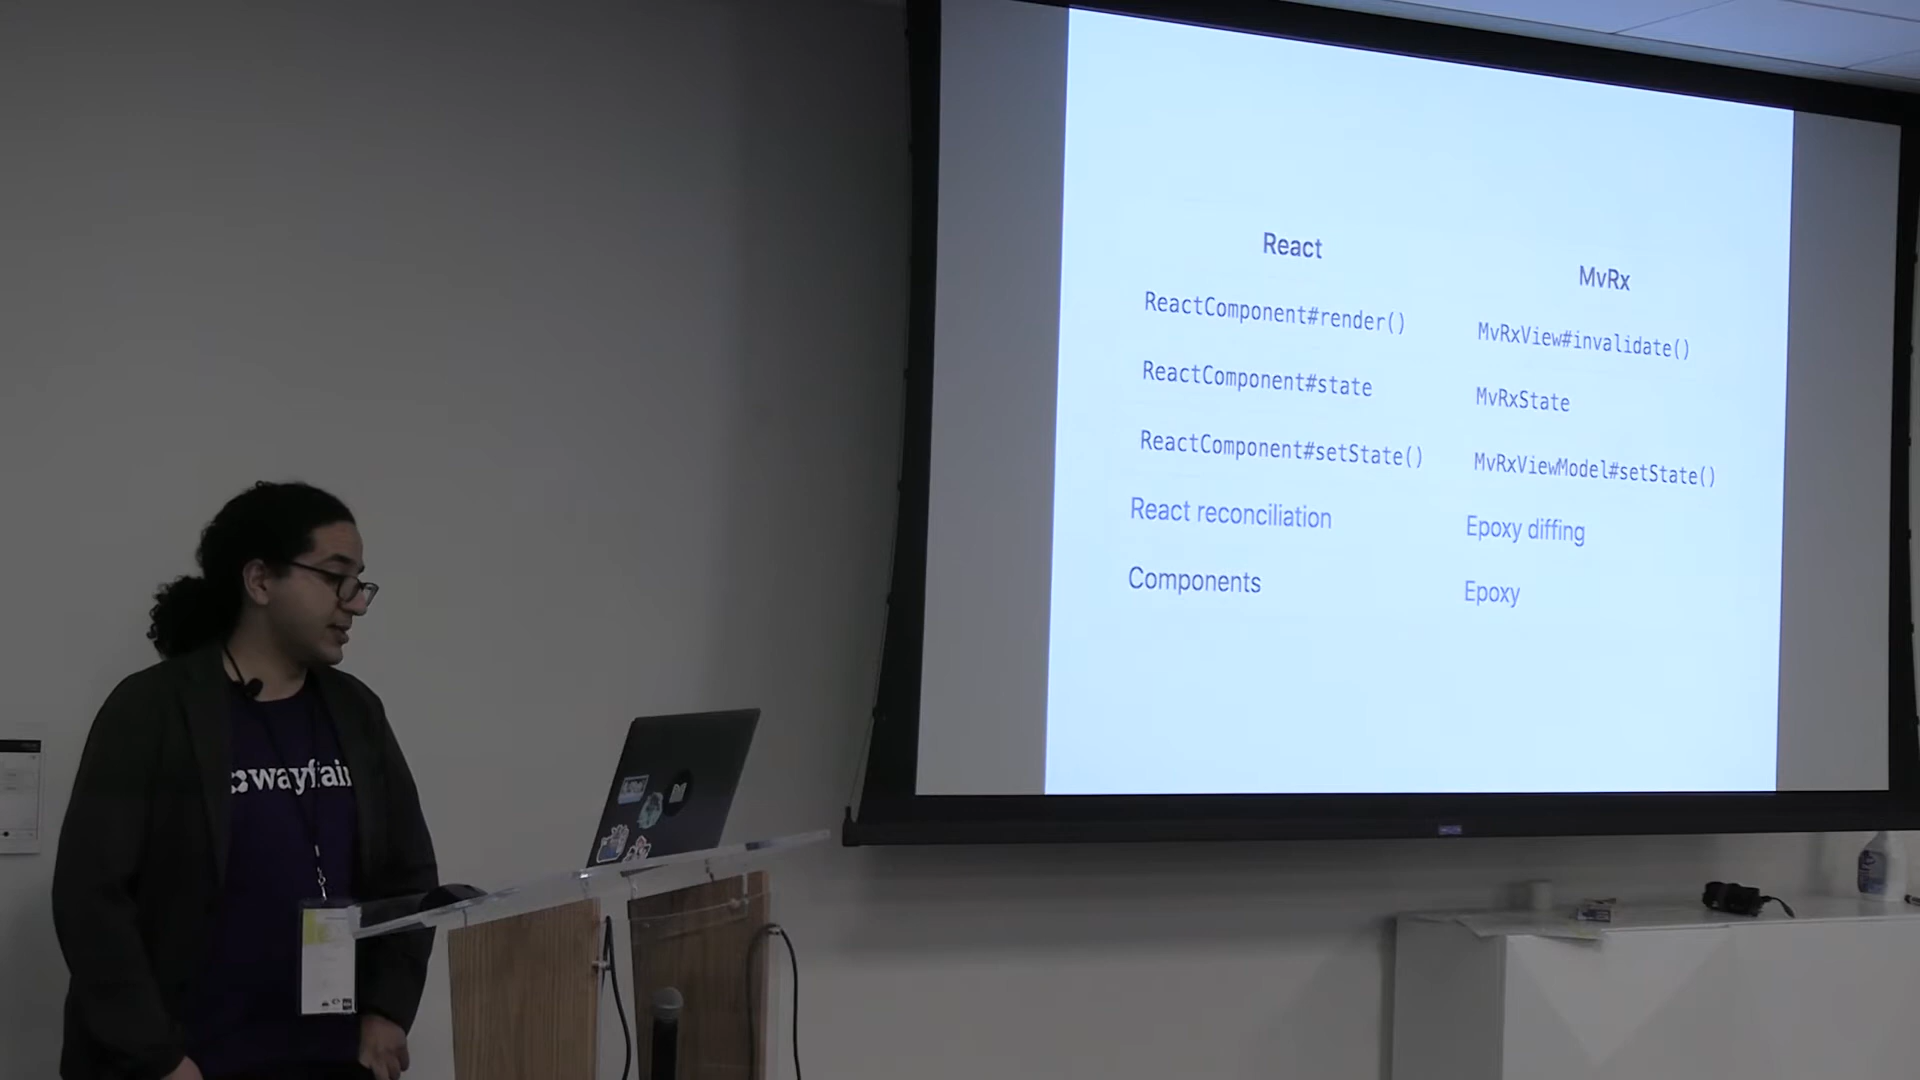 React
MvRx
ReactComponent#render()
MvRxView#invalidate()
ReactComponent#state
MvRxState
ReactComponent#setState()
MvRxViewModel#setState()
React reconciliation
Epoxy diffing
Components
Epoxy
wayfair